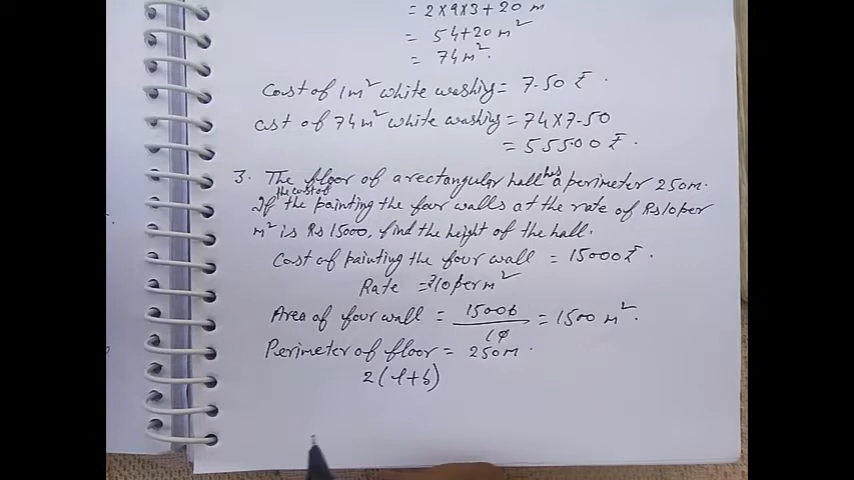 = 2×9×3+20 m
= 54+20 m²
= 74m².
Cost of 1m² white washing = 7.50 ₹.
cost of 74m² white washing = 74×7.50
= 555.00 ₹.
3. The floor of a rectangular hall has a perimeter 250m.
If the cost of the painting the four walls at the rate of Rs10 per
m² is Rs 15000, find the height of the hall.
Cost of painting the four wall = 15000₹.
Rate = ₹10 per m²
Area of four wall = 15000/10 = 1500 m².
Perimeter of floor = 250m.
2(l+b)